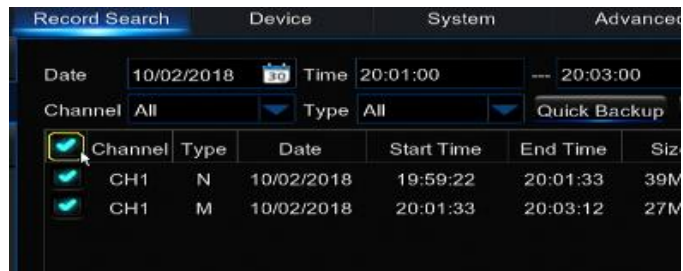 Record Search Device System Advanced
Date 10/02/2018 30 Time 20:01:00 --- 20:03:00
Channel All Type All Quick Backup
Channel Type Date Start Time End Time Size
CH1 N 10/02/2018 19:59:22 20:01:33 39M
CH1 M 10/02/2018 20:01:33 20:03:12 27M